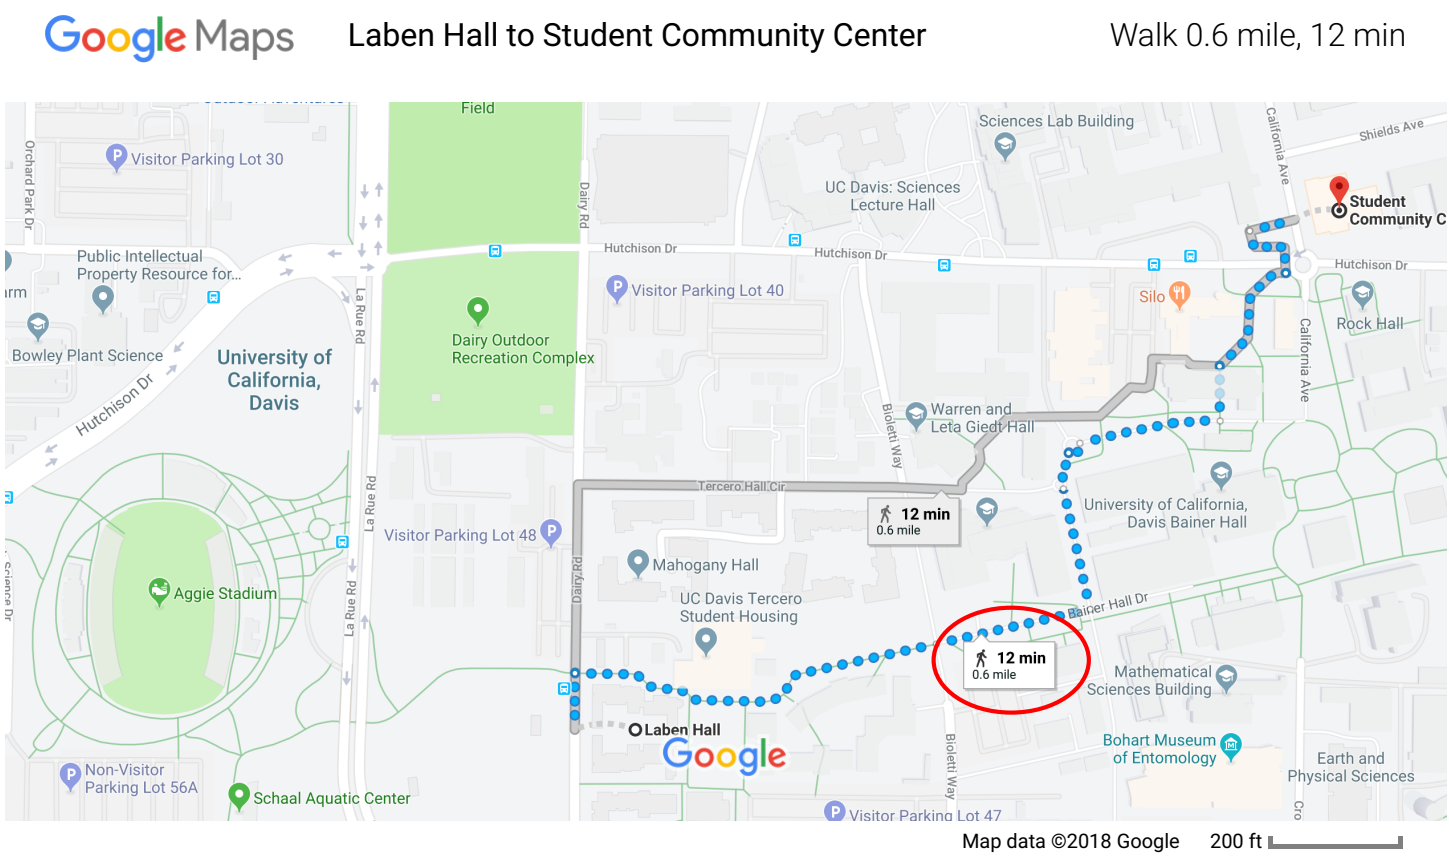 Google Maps
Laben Hall to Student Community Center
Walk 0.6 mile, 12 min
Outdoor Adventures
Field
Sciences Lab Building
California Ave
Shields Ave
Orchard Park Dr
P Visitor Parking Lot 30
Dairy Rd
UC Davis: Sciences
Lecture Hall
Student
Community C
Hutchison Dr
Hutchison Dr
Hutchison Dr
Public Intellectual
Property Resource for...
arm
P Visitor Parking Lot 40
Silo
Rock Hall
La Rue Rd
Dairy Outdoor
Recreation Complex
California Ave
Bowley Plant Science
University of
California,
Davis
Hutchison Dr
Warren and
Leta Giedt Hall
Bioletti Way
La Rue Rd
Tercero Hall Cir
12 min
0.6 mile
University of California,
Davis Bainer Hall
Visitor Parking Lot 48 P
Mahogany Hall
Dairy Rd
Science Dr
Aggie Stadium
La Rue Rd
UC Davis Tercero
Student Housing
Bainer Hall Dr
12 min
0.6 mile
Mathematical
Sciences Building
Laben Hall
Google
Bioletti Way
Bohart Museum
of Entomology
Earth and
Physical Sciences
P Non-Visitor
Parking Lot 56A
Schaal Aquatic Center
P Visitor Parking Lot 47
Cro
Map data ©2018 Google
200 ft